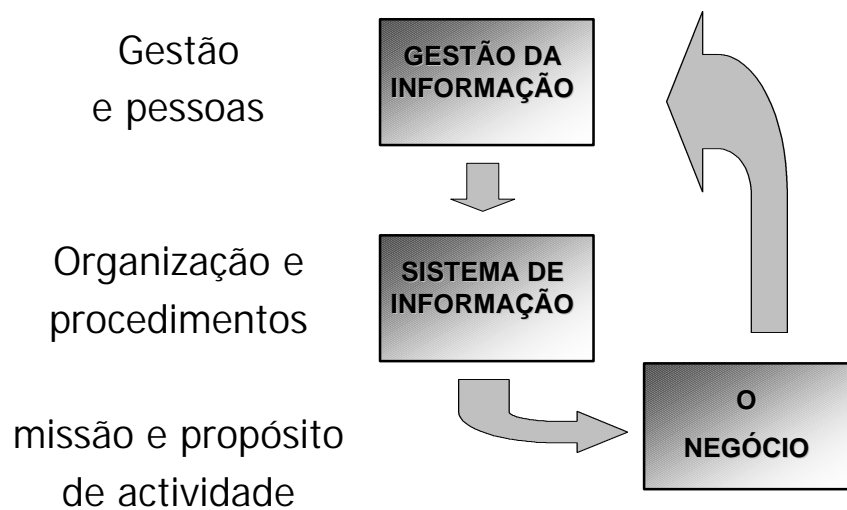 Gestão
e pessoas
GESTÃO DA
INFORMAÇÃO
Organização e
procedimentos
SISTEMA DE
INFORMAÇÃO
missão e propósito
de actividade
O
NEGÓCIO